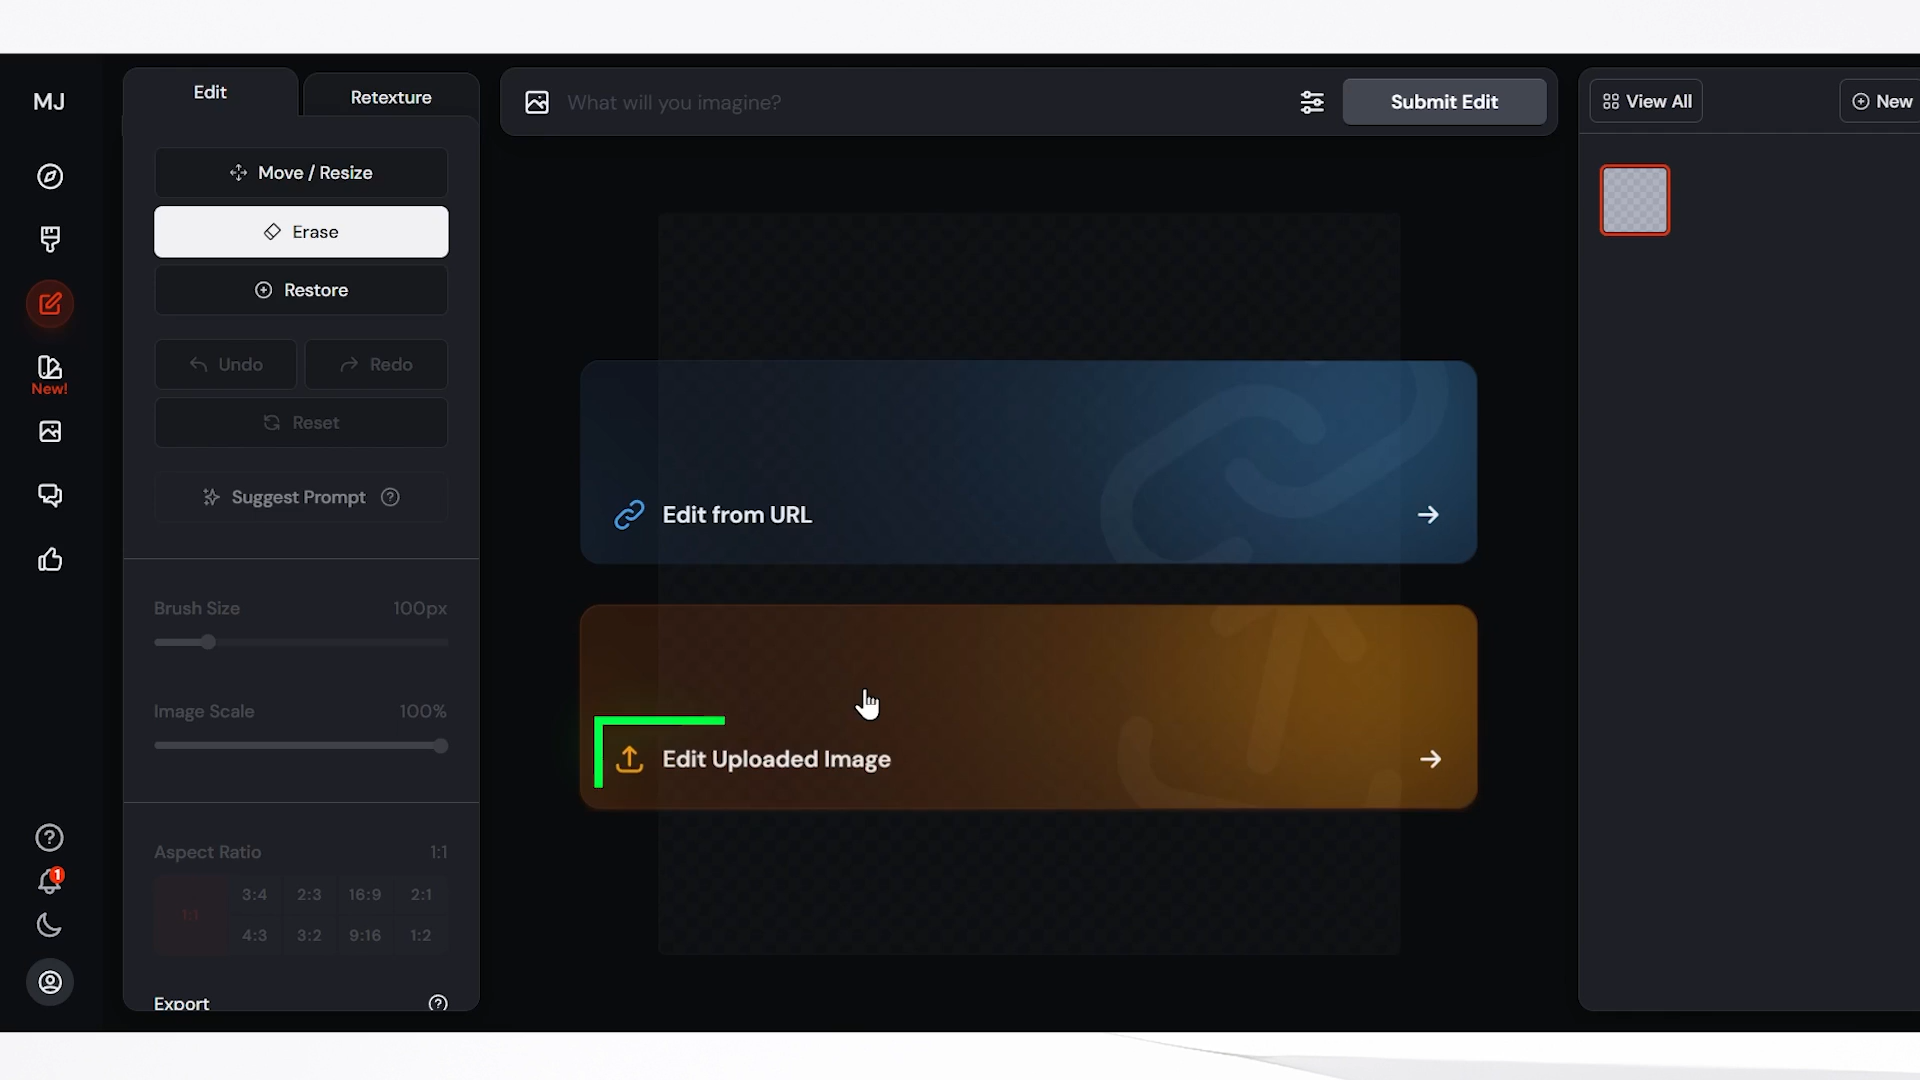 MJ
New!
1
Edit
Retexture
Move / Resize
Erase
Restore
Undo
Redo
Reset
Suggest Prompt
Brush Size
100px
Image Scale
100%
Aspect Ratio
1:1
1:1
3:4
2:3
16:9
2:1
4:3
3:2
9:16
1:2
Export
What will you imagine?
Submit Edit
Edit from URL
Edit Uploaded Image
View All
New